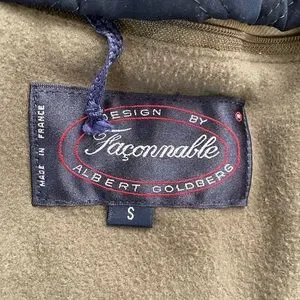 MADE IN FRANCE
DESIGN BY
Façonnable
ALBERT GOLDBERG
S